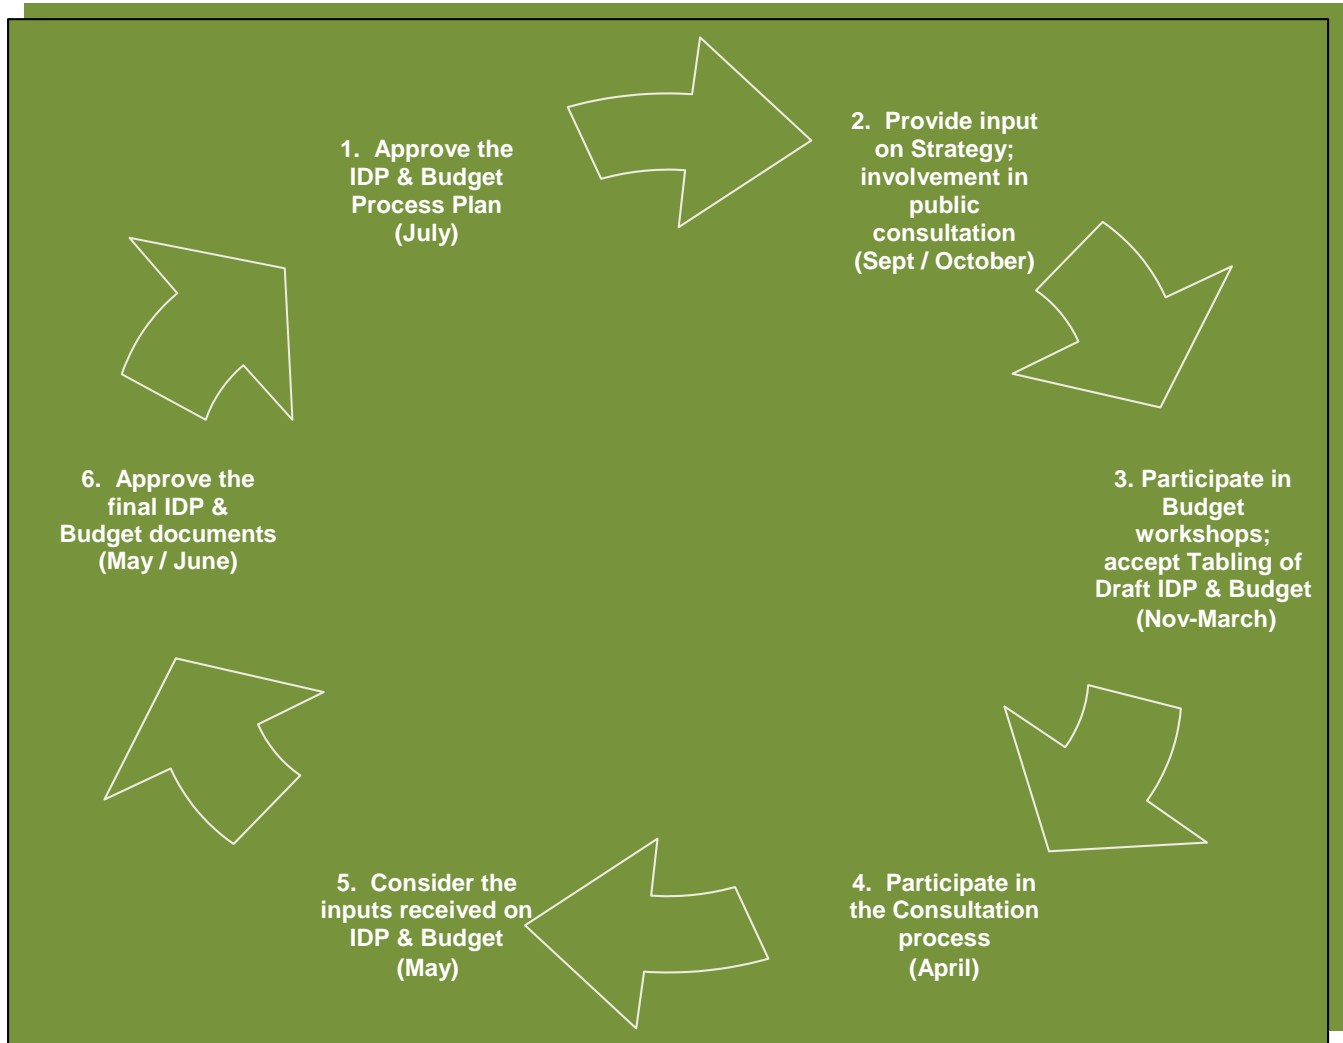 1. Approve the
IDP & Budget
Process Plan
(July)
2. Provide input
on Strategy;
involvement in
public
consultation
(Sept / October)
3. Participate in
Budget
workshops;
accept Tabling of
Draft IDP & Budget
(Nov-March)
4. Participate in
the Consultation
process
(April)
5. Consider the
inputs received on
IDP & Budget
(May)
6. Approve the
final IDP &
Budget documents
(May / June)